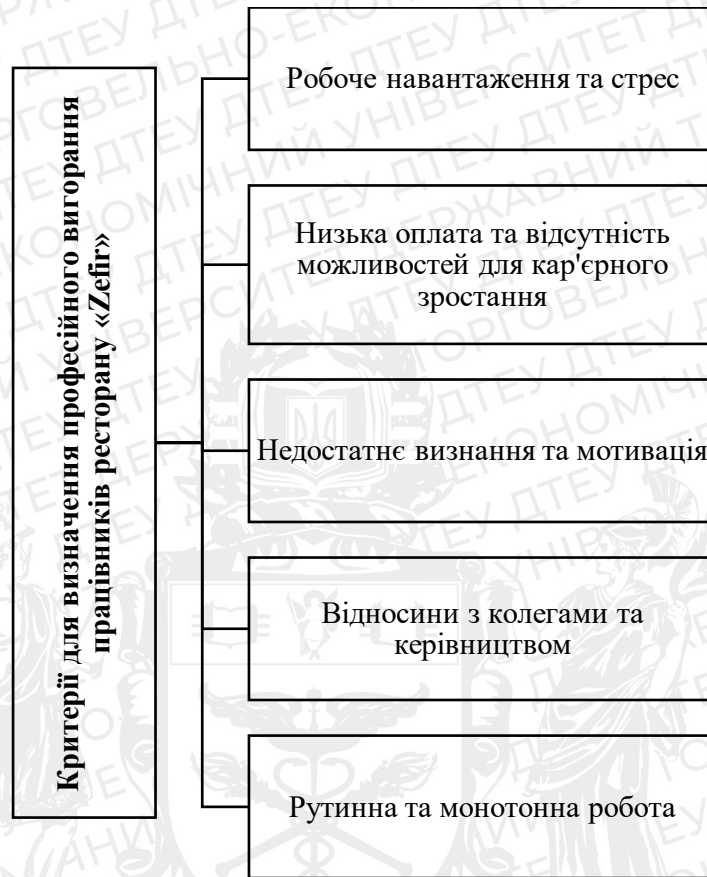 Критерії для визначення професійного вигорання
працівників ресторану «Zefir»
Робоче навантаження та стрес
Низька оплата та відсутність
можливостей для кар'єрного
зростання
Недостатнє визнання та мотивація
Відносини з колегами та
керівництвом
Рутинна та монотонна робота